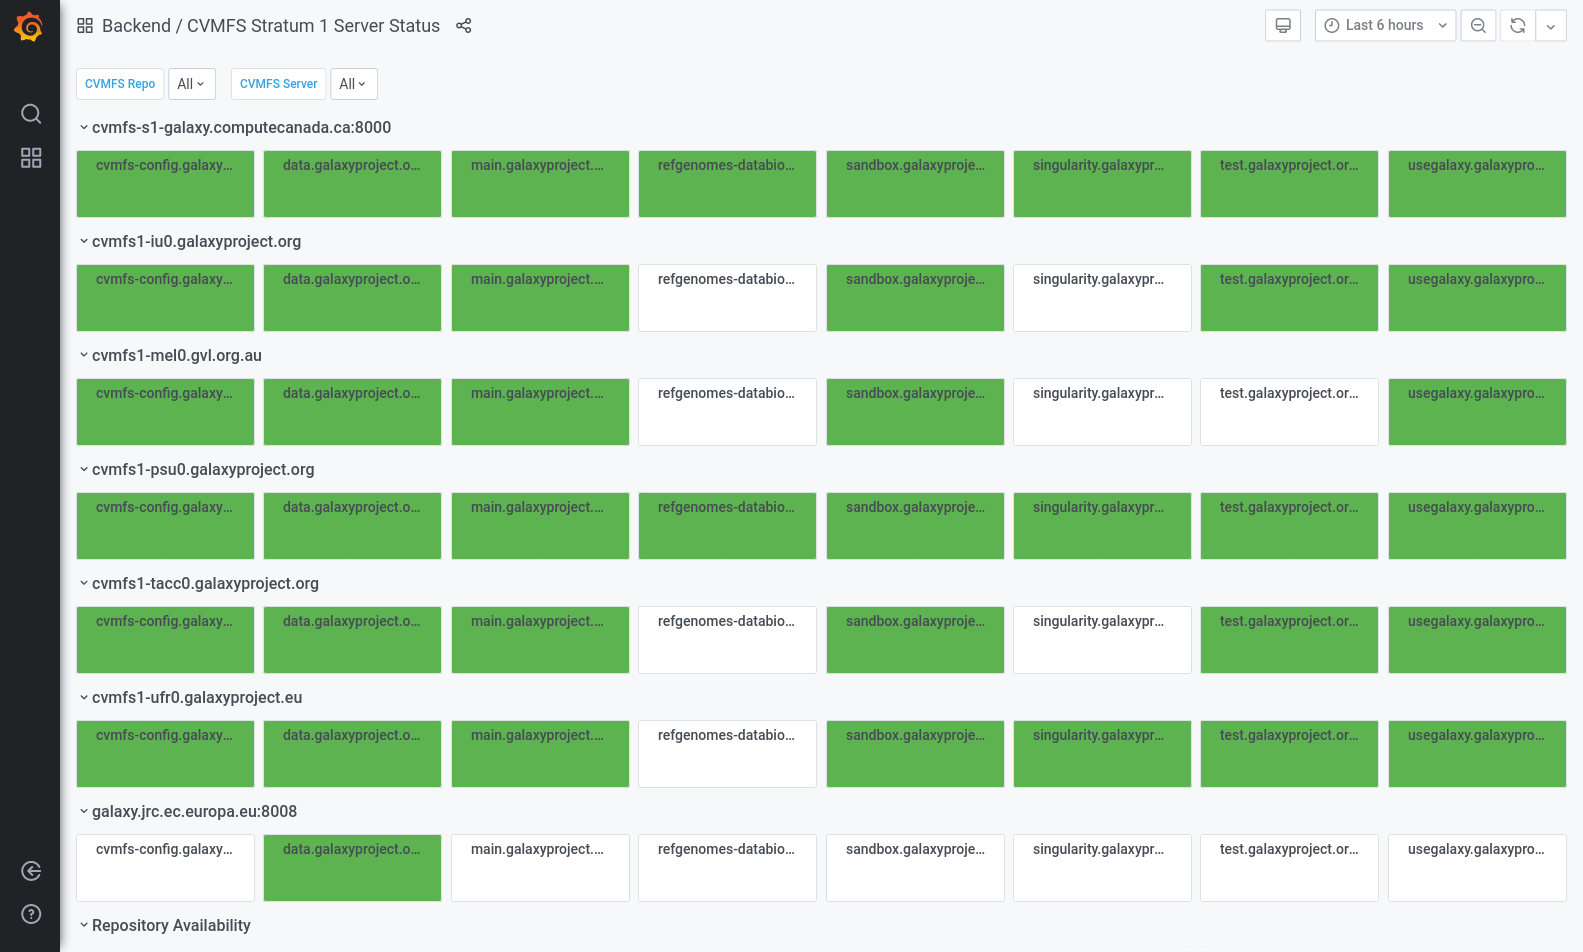 Backend / CVMFS Stratum 1 Server Status
Last 6 hours
CVMFS Repo All CVMFS Server All
cvmfs-s1-galaxy.computecanada.ca:8000
cvmfs-config.galaxy... data.galaxyproject.o... main.galaxyproject.... refgenomes-databio... sandbox.galaxyproje... singularity.galaxypr... test.galaxyproject.or... usegalaxy.galaxypro...
cvmfs1-iu0.galaxyproject.org
cvmfs-config.galaxy... data.galaxyproject.o... main.galaxyproject.... refgenomes-databio... sandbox.galaxyproje... singularity.galaxypr... test.galaxyproject.or... usegalaxy.galaxypro...
cvmfs1-mel0.gvl.org.au
cvmfs-config.galaxy... data.galaxyproject.o... main.galaxyproject.... refgenomes-databio... sandbox.galaxyproje... singularity.galaxypr... test.galaxyproject.or... usegalaxy.galaxypro...
cvmfs1-psu0.galaxyproject.org
cvmfs-config.galaxy... data.galaxyproject.o... main.galaxyproject.... refgenomes-databio... sandbox.galaxyproje... singularity.galaxypr... test.galaxyproject.or... usegalaxy.galaxypro...
cvmfs1-tacc0.galaxyproject.org
cvmfs-config.galaxy... data.galaxyproject.o... main.galaxyproject.... refgenomes-databio... sandbox.galaxyproje... singularity.galaxypr... test.galaxyproject.or... usegalaxy.galaxypro...
cvmfs1-ufr0.galaxyproject.eu
cvmfs-config.galaxy... data.galaxyproject.o... main.galaxyproject.... refgenomes-databio... sandbox.galaxyproje... singularity.galaxypr... test.galaxyproject.or... usegalaxy.galaxypro...
galaxy.jrc.ec.europa.eu:8008
cvmfs-config.galaxy... data.galaxyproject.o... main.galaxyproject.... refgenomes-databio... sandbox.galaxyproje... singularity.galaxypr... test.galaxyproject.or... usegalaxy.galaxypro...
Repository Availability